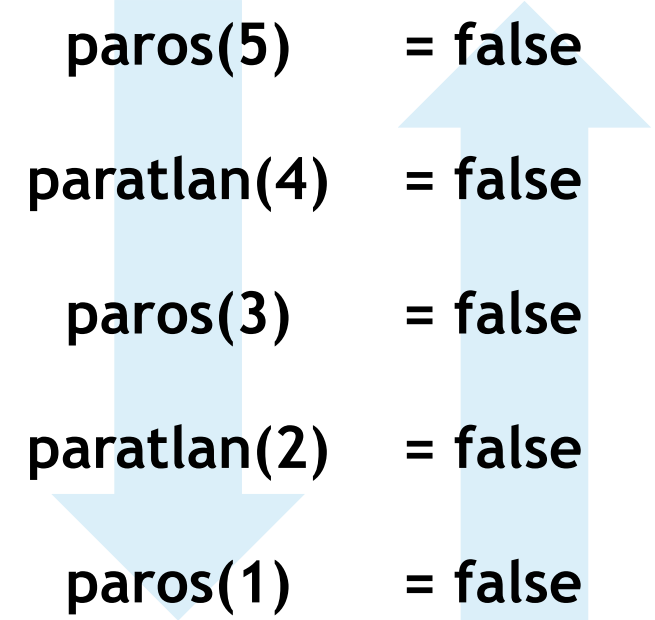 paros(5) = false
paratlan(4) = false
paros(3) = false
paratlan(2) = false
paros(1) = false